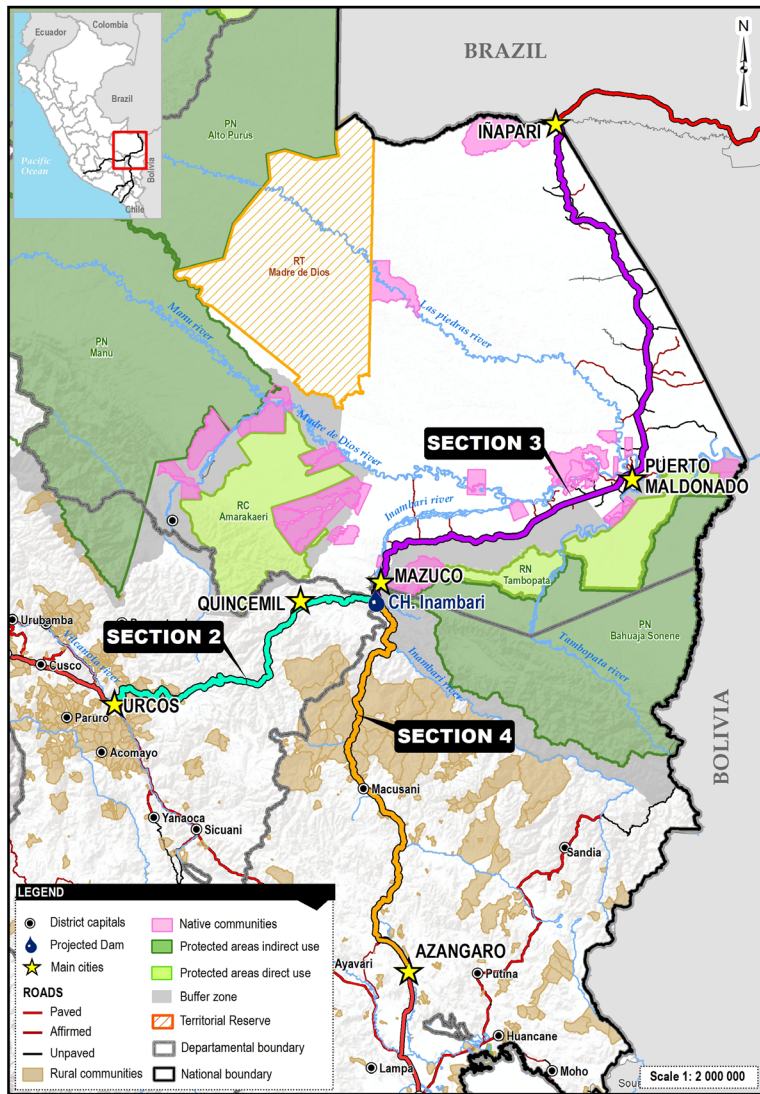 Ecuador
Colombia
Brazil
Pacific
Ocean
Bolivia
Chile
BRAZIL
N
PN
Alto Purus
IÑAPARI
RT
Madre de Dios
Manu river
Las piedras river
PN
Manu
Madre de Dios river
SECTION 3
PUERTO
MALDONADO
Inambari river
RC
Amarakaeri
RN
Tambopata
MAZUCO
QUINCEMIL
CH. Inambari
PN
Bahuaja Sonene
Urubamba
SECTION 2
Vilcanota river
Cusco
Inambari river
Tambopata river
URCOS
Paruro
SECTION 4
BOLIVIA
Acomayo
Macusani
Yanaoca
Sicuani
Sandia
LEGEND
District capitals
Projected Dam
Main cities
ROADS
Paved
Affirmed
Unpaved
Rural communities
Native communities
Protected areas indirect use
Protected areas direct use
Buffer zone
Territorial Reserve
Departamental boundary
National boundary
AZANGARO
Ayavari
Putina
Huancane
Lampa
Moho
Scale 1: 2 000 000